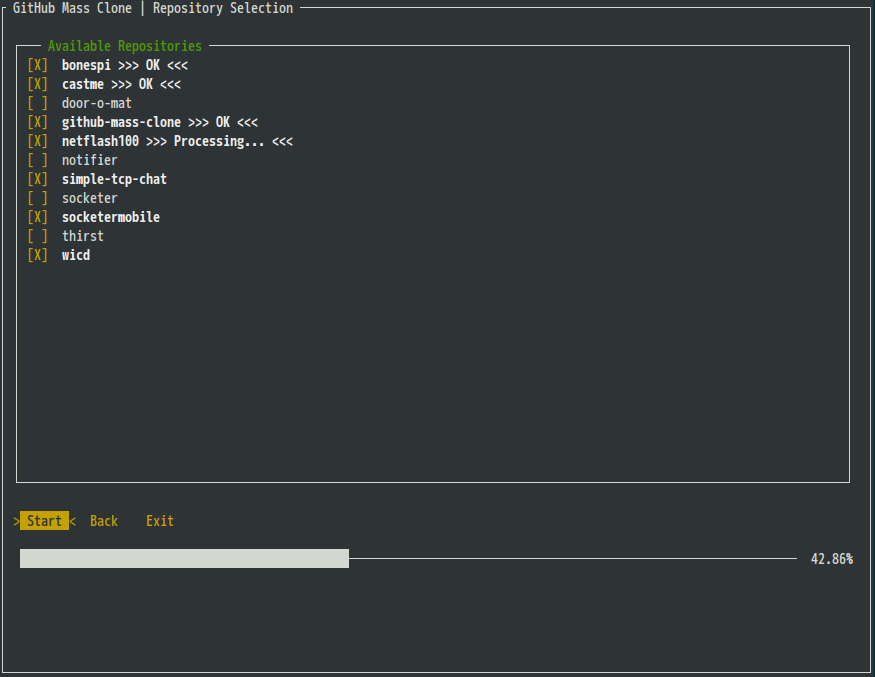 GitHub Mass Clone | Repository Selection
Available Repositories
[X] bonespi >>> OK <<<
[X] castme >>> OK <<<
[ ] door-o-mat
[X] github-mass-clone >>> OK <<<
[X] netflash100 >>> Processing... <<<
[ ] notifier
[X] simple-tcp-chat
[ ] socketer
[X] socketermobile
[ ] thirst
[X] wicd
>Start< Back Exit
42.86%